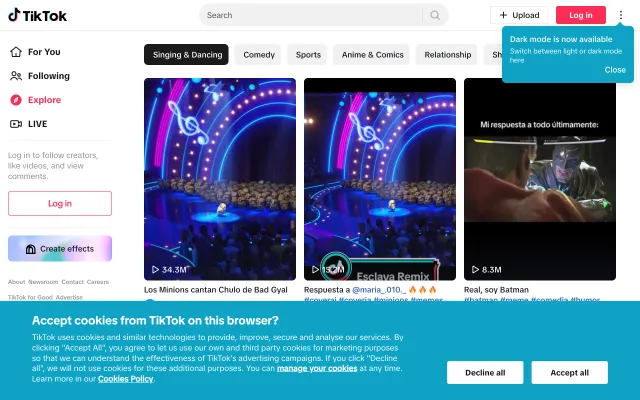 TikTok
Search
Upload
Log in
Dark mode is now available
Switch between light or dark mode
here
Close
For You
Following
Explore
LIVE
Log in to follow creators,
like videos, and view
comments.
Log in
Create effects
About Newsroom Contact Careers
TikTok for Good Advertise
Singing & Dancing
Comedy
Sports
Anime & Comics
Relationship
Sh
34.3M
Los Minions cantan Chulo de Bad Gyal
15.2M
Esclava Remix
Respuesta a @maria_.010._ 🔥🔥🔥
#coverai #cpveria #minions #memes
Mi respuesta a todo últimamente:
8.3M
Real, soy Batman
#batman #meme #comedia #humor
Accept cookies from TikTok on this browser?
TikTok uses cookies and similar technologies to provide, improve, secure and analyse our services. By
clicking "Accept All", you agree to let us use our own and third party cookies for marketing purposes
so that we can understand the effectiveness of TikTok's advertising campaigns. If you click "Decline
all", we will not use cookies for these additional purposes. You can manage your cookies at any time.
Learn more in our Cookies Policy.
Decline all
Accept all